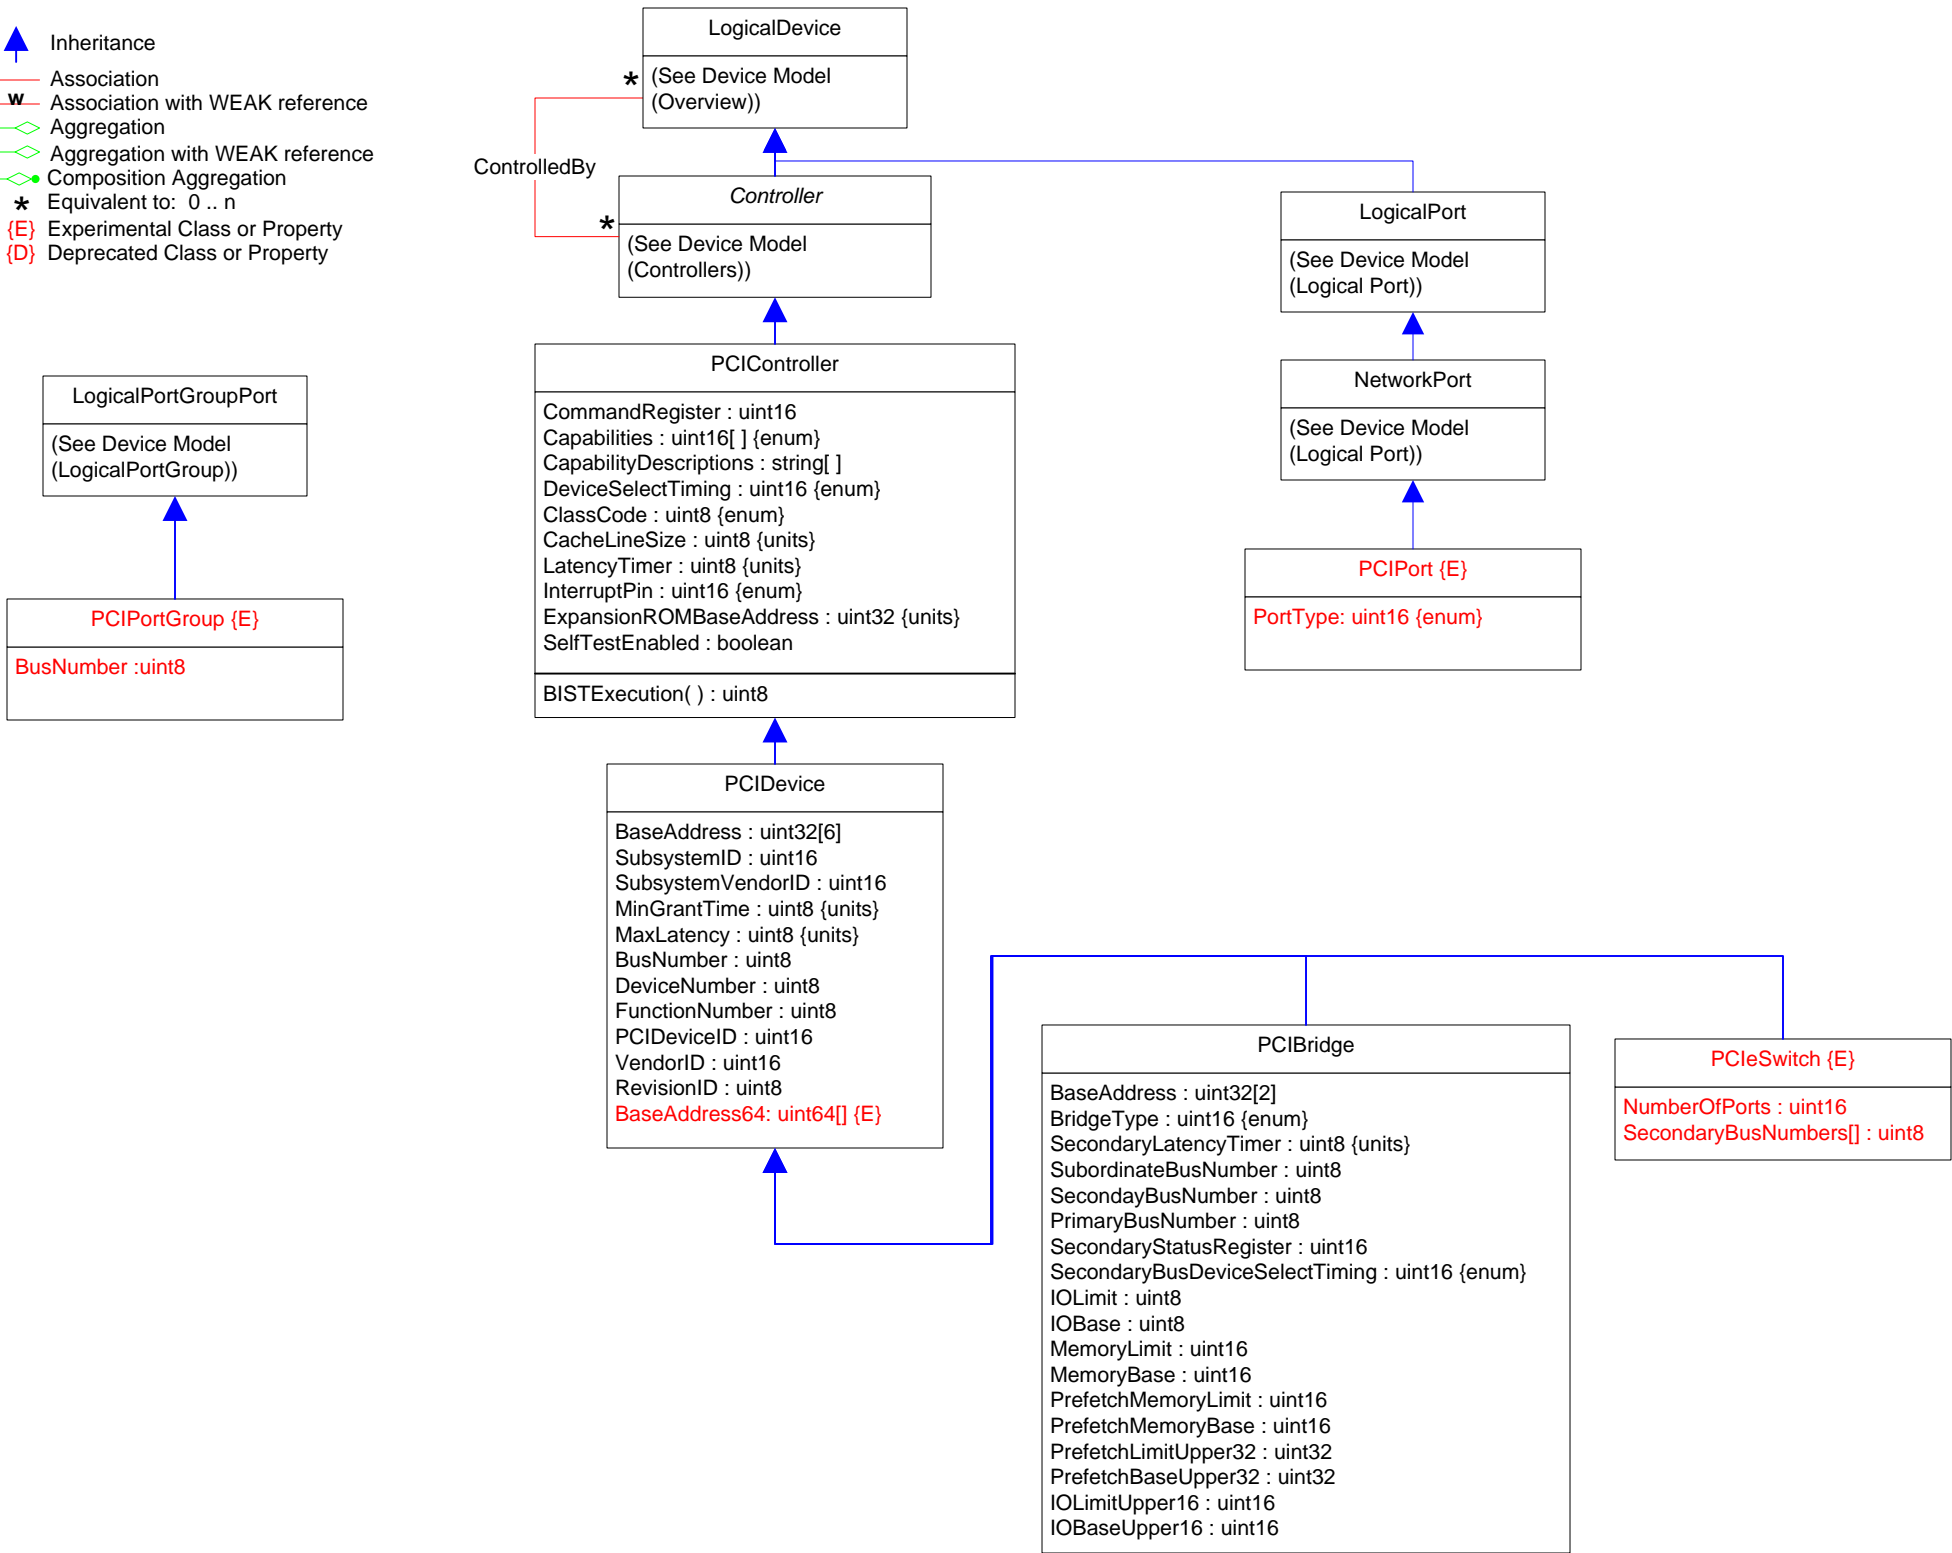 Inheritance
Association
w
Association with WEAK reference
Aggregation
Aggregation with WEAK reference
Composition Aggregation
* Equivalent to: 0 .. n
{E} Experimental Class or Property
{D} Deprecated Class or Property
LogicalDevice
*
(See Device Model
(Overview))
ControlledBy
*
Controller
(See Device Model
(Controllers))
LogicalPort
(See Device Model
(Logical Port))
NetworkPort
(See Device Model
(Logical Port))
PCIPort {E}
PortType: uint16 {enum}
LogicalPortGroupPort
(See Device Model
(LogicalPortGroup))
PCIPortGroup {E}
BusNumber :uint8
PCIController
CommandRegister : uint16
Capabilities : uint16[ ] {enum}
CapabilityDescriptions : string[ ]
DeviceSelectTiming : uint16 {enum}
ClassCode : uint8 {enum}
CacheLineSize : uint8 {units}
LatencyTimer : uint8 {units}
InterruptPin : uint16 {enum}
ExpansionROMBaseAddress : uint32 {units}
SelfTestEnabled : boolean
BISTExecution( ) : uint8
PCIDevice
BaseAddress : uint32[6]
SubsystemID : uint16
SubsystemVendorID : uint16
MinGrantTime : uint8 {units}
MaxLatency : uint8 {units}
BusNumber : uint8
DeviceNumber : uint8
FunctionNumber : uint8
PCIDeviceID : uint16
VendorID : uint16
RevisionID : uint8
BaseAddress64: uint64[] {E}
PCIBridge
BaseAddress : uint32[2]
BridgeType : uint16 {enum}
SecondaryLatencyTimer : uint8 {units}
SubordinateBusNumber : uint8
SecondayBusNumber : uint8
PrimaryBusNumber : uint8
SecondaryStatusRegister : uint16
SecondaryBusDeviceSelectTiming : uint16 {enum}
IOLimit : uint8
IOBase : uint8
MemoryLimit : uint16
MemoryBase : uint16
PrefetchMemoryLimit : uint16
PrefetchMemoryBase : uint16
PrefetchLimitUpper32 : uint32
PrefetchBaseUpper32 : uint32
IOLimitUpper16 : uint16
IOBaseUpper16 : uint16
PCIeSwitch {E}
NumberOfPorts : uint16
SecondaryBusNumbers[] : uint8